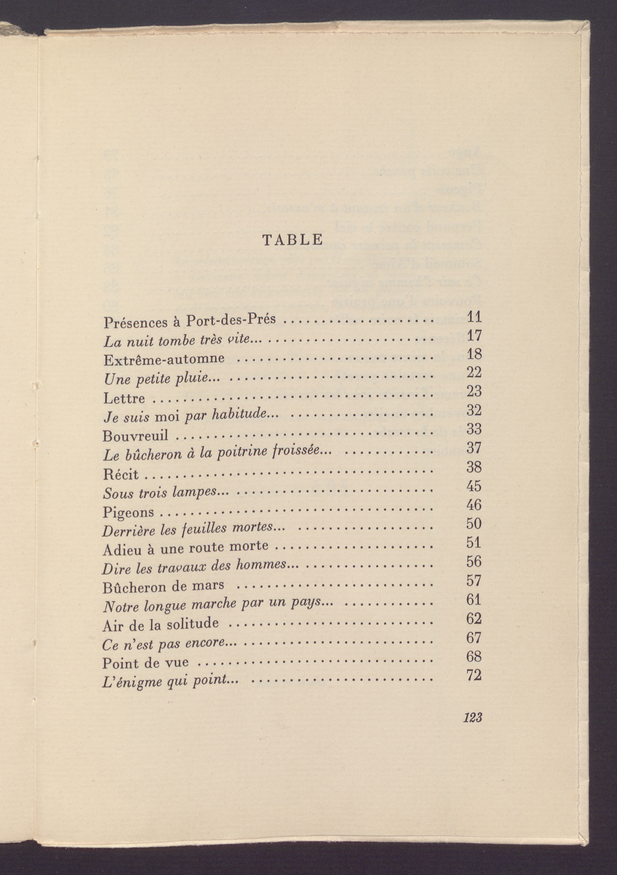 TABLE
Présences à Port-des-Prés .................... 11
La nuit tombe très vite... ...................... 17
Extrême-automne .......................... 18
Une petite pluie... ........................... 22
Lettre .................................. 23
Je suis moi par habitude... ................... 32
Bouvreuil ............................... 33
Le bûcheron à la poitrine froissée... ............ 37
Récit ................................... 38
Sous trois lampes... .......................... 45
Pigeons ................................. 46
Derrière les feuilles mortes... .................. 50
Adieu à une route morte ..................... 51
Dire les travaux des hommes... ................. 56
Bûcheron de mars .......................... 57
Notre longue marche par un pays... ............ 61
Air de la solitude ........................... 62
Ce n'est pas encore... ......................... 67
Point de vue .............................. 68
L'énigme qui point... ........................ 72
123